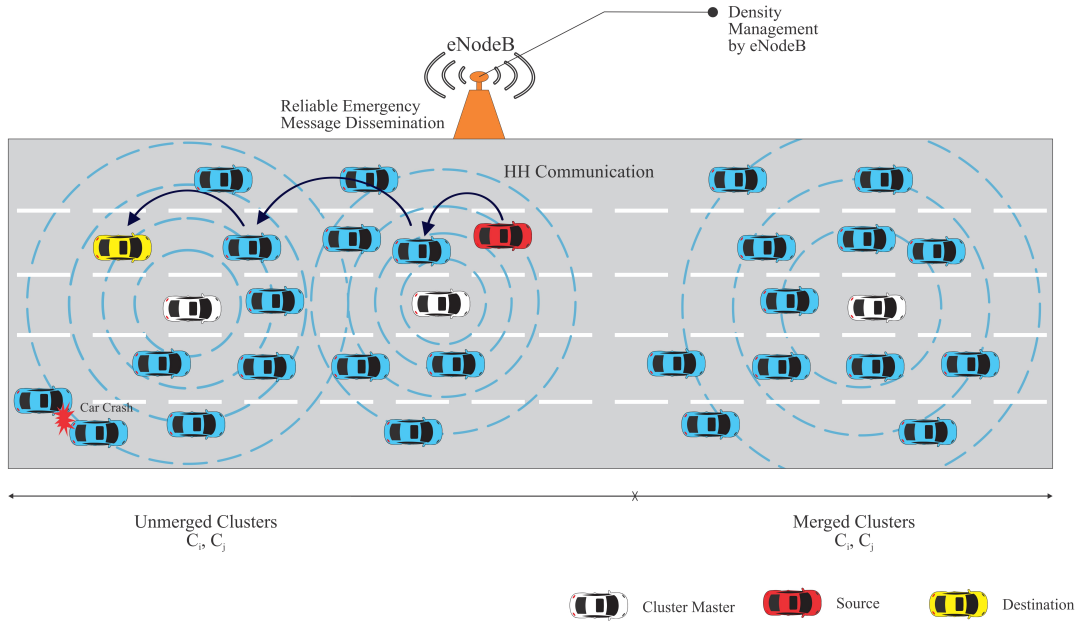 Density
Management
by eNodeB
eNodeB
Reliable Emergency
Message Dissemination
HH Communication
Car Crash
Unmerged Clusters
Cᵢ, Cⱼ
Merged Clusters
Cᵢ, Cⱼ
Cluster Master
Source
Destination